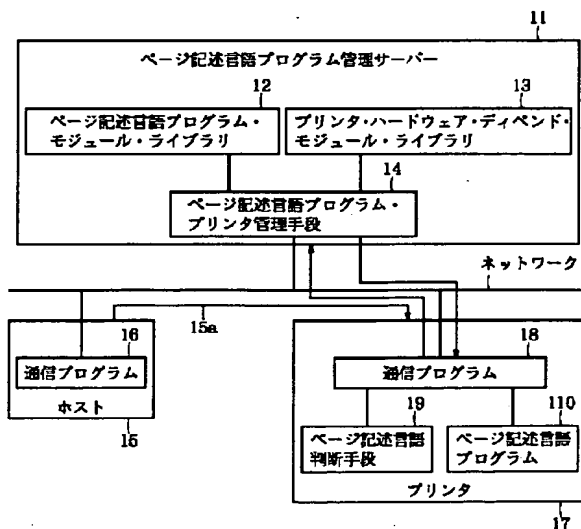 11
ページ記述言語プログラム管理サーバー
12
13
ページ記述言語プログラム・
モジュール・ライブラリ
プリンタ・ハードウェア・ディペンド・
モジュール・ライブラリ
14
ページ記述言語プログラム・
プリンタ管理手段
ネットワーク
15a
16
通信プログラム
ホスト
15
18
通信プログラム
19
110
ページ記述言語
判断手段
ページ記述言語
プログラム
プリンタ
17